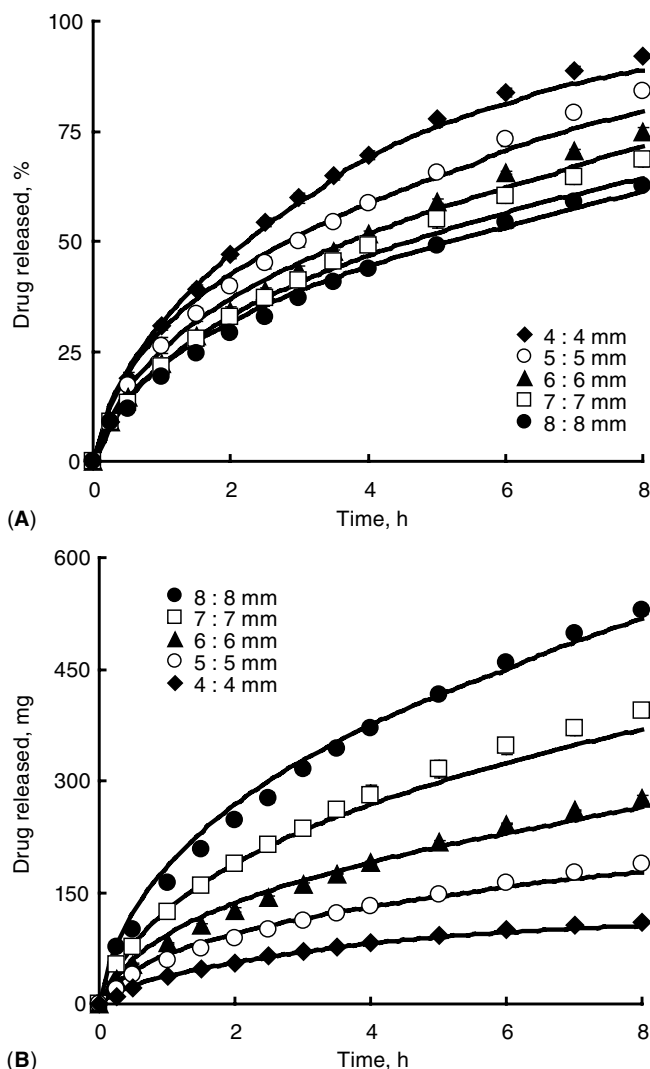 100
75
50
25
0
Drug released, %
4 : 4 mm
5 : 5 mm
6 : 6 mm
7 : 7 mm
8 : 8 mm
0 2 4 6 8
(A) Time, h
600
450
300
150
0
Drug released, mg
8 : 8 mm
7 : 7 mm
6 : 6 mm
5 : 5 mm
4 : 4 mm
0 2 4 6 8
(B) Time, h